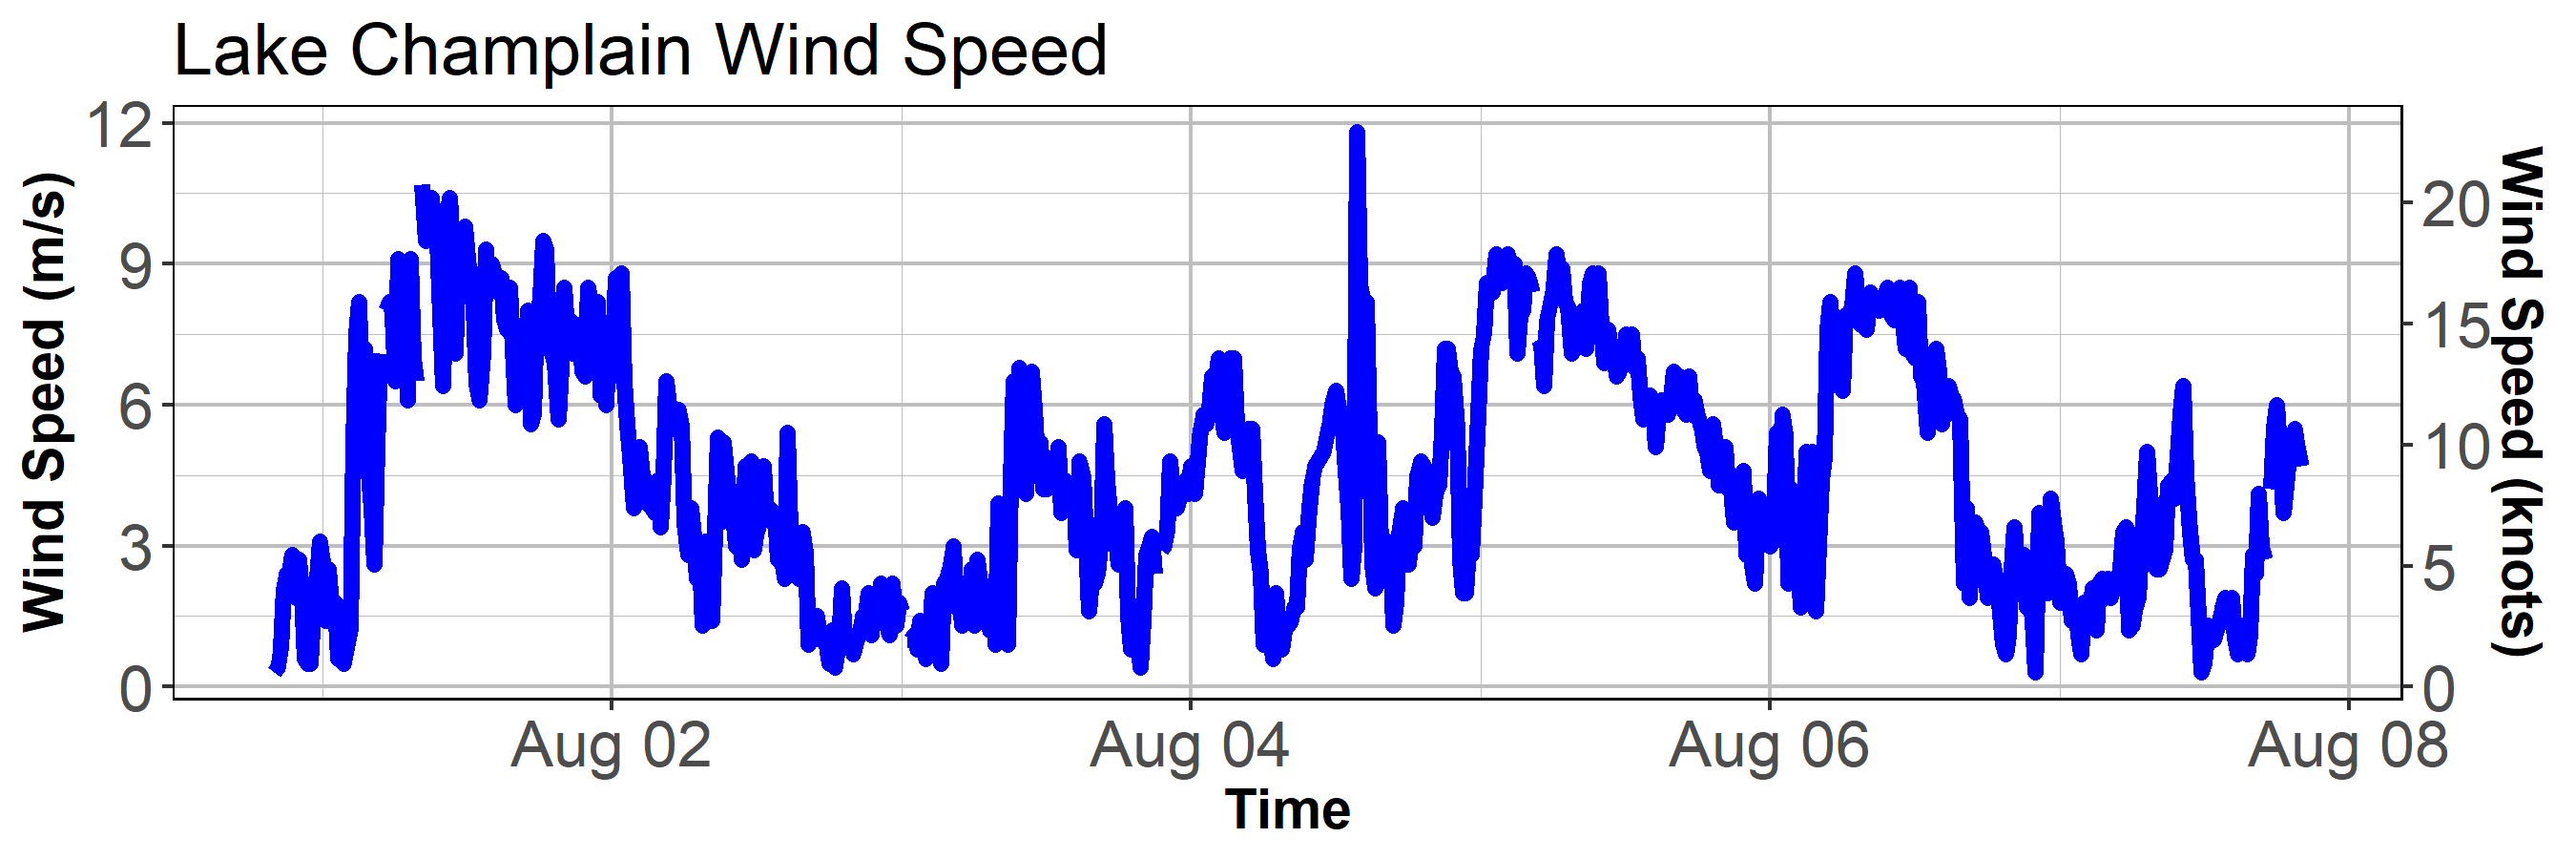 Lake Champlain Wind Speed
Wind Speed (m/s)
12
9
6
3
0
20
15
10
5
0
Wind Speed (knots)
Aug 02 Aug 04 Aug 06 Aug 08
Time